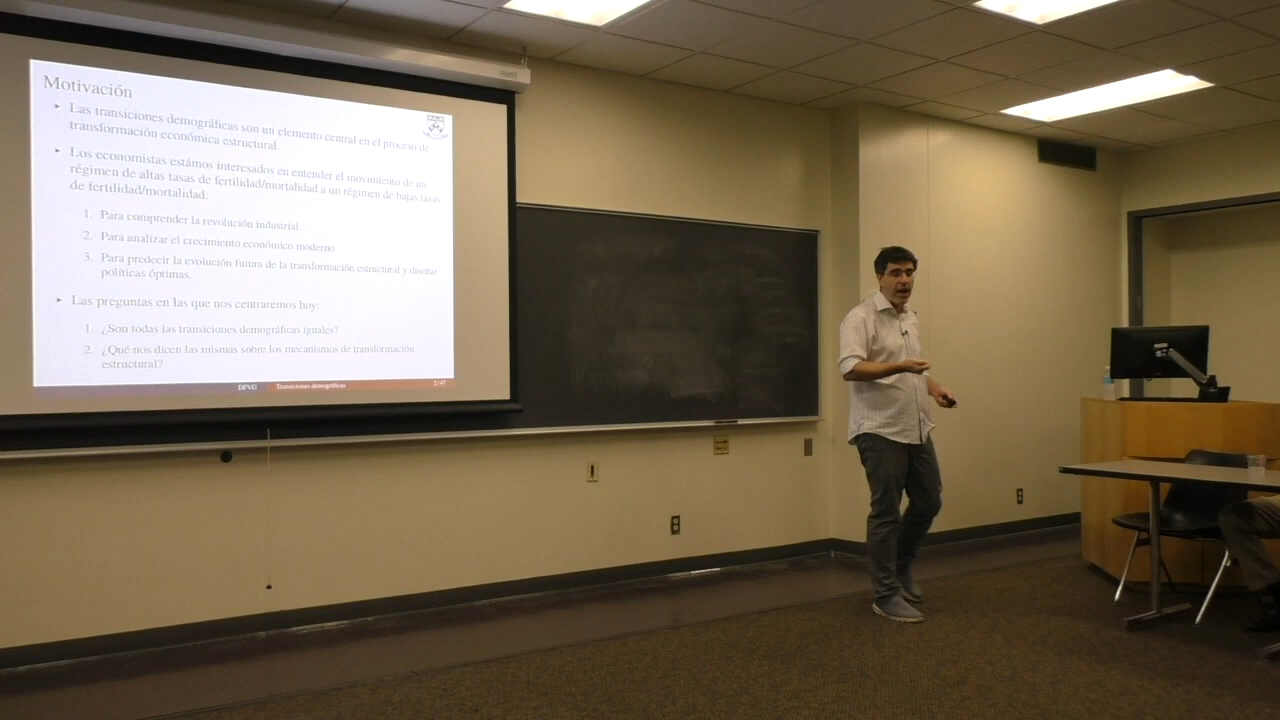 Motivación
Las transiciones demográficas son un elemento central en el proceso de
transformación económica estructural.
Los economistas estámos interesados en entender el movimiento de un
régimen de altas tasas de fertilidad/mortalidad a un régimen de bajas tasas
de fertilidad/mortalidad.
1. Para comprender la revolución industrial.
2. Para analizar el crecimiento económico moderno.
3. Para predecir la evolución futura de la transformación estructural y diseñar
políticas óptimas.
Las preguntas en las que nos centraremos hoy:
1. ¿Son todas las transiciones demográficas iguales?
2. ¿Qué nos dicen las mismas sobre los mecanismos de transformación
estructural?
DFVG Transiciones demográficas 2/47